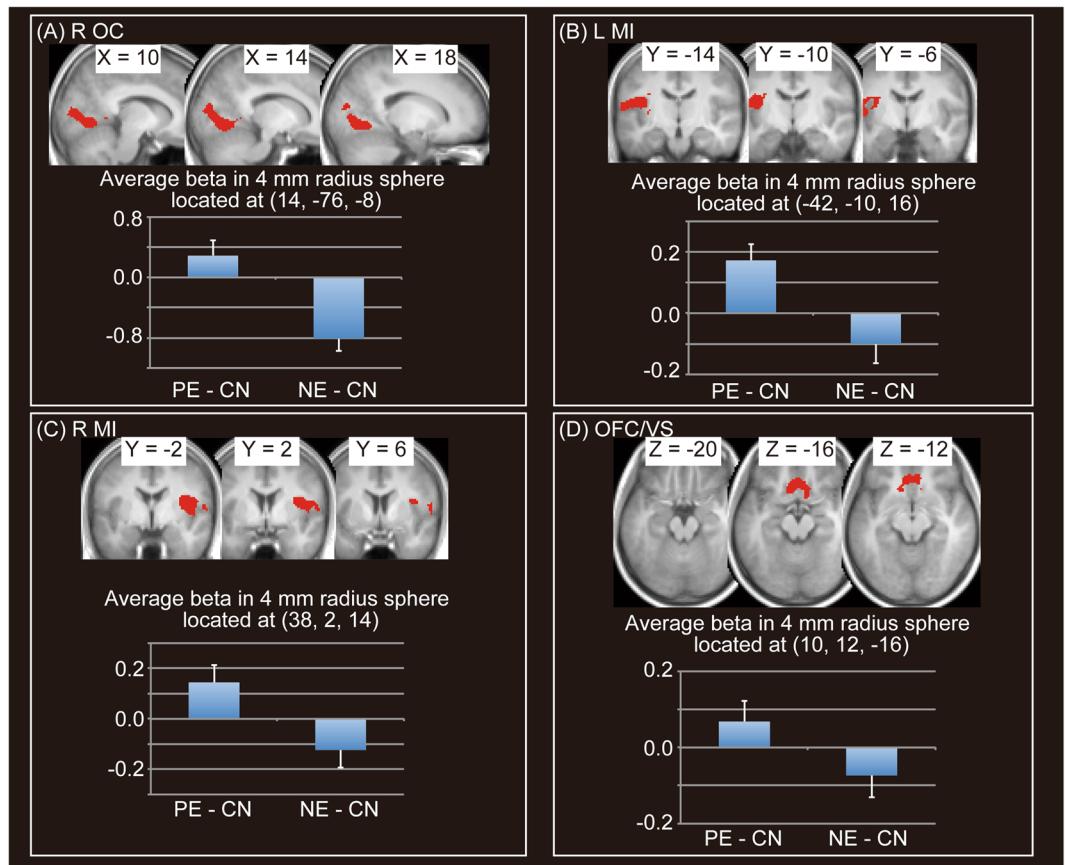 (A) R OC
X = 10
X = 14
X = 18
Average beta in 4 mm radius sphere
located at (14, -76, -8)
0.8
0.0
-0.8
PE - CN
NE - CN
(B) L MI
Y = -14
Y = -10
Y = -6
Average beta in 4 mm radius sphere
located at (-42, -10, 16)
0.2
0.0
-0.2
PE - CN
NE - CN
(C) R MI
Y = -2
Y = 2
Y = 6
Average beta in 4 mm radius sphere
located at (38, 2, 14)
0.2
0.0
-0.2
PE - CN
NE - CN
(D) OFC/VS
Z = -20
Z = -16
Z = -12
Average beta in 4 mm radius sphere
located at (10, 12, -16)
0.2
0.0
-0.2
PE - CN
NE - CN